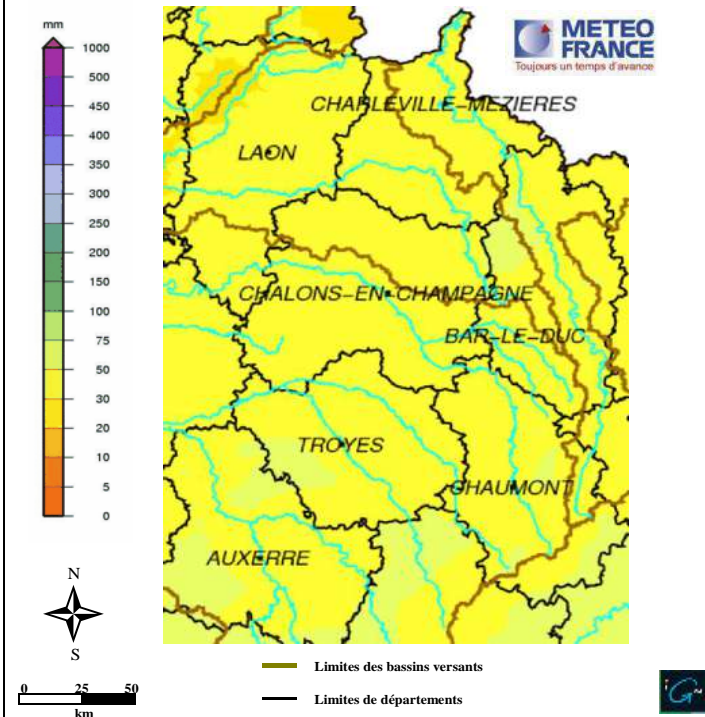 mm
1000
500
450
400
350
300
250
200
150
100
75
50
30
20
10
5
0
METEO
FRANCE
Toujours un temps d'avance
CHARLEVILLE-MEZIERES
LAON
CHALONS-EN-CHAMPAGNE
BAR-LE-DUC
TROYES
CHAUMONT
AUXERRE
N
S
0 25 50
km
Limites des bassins versants
Limites de départements